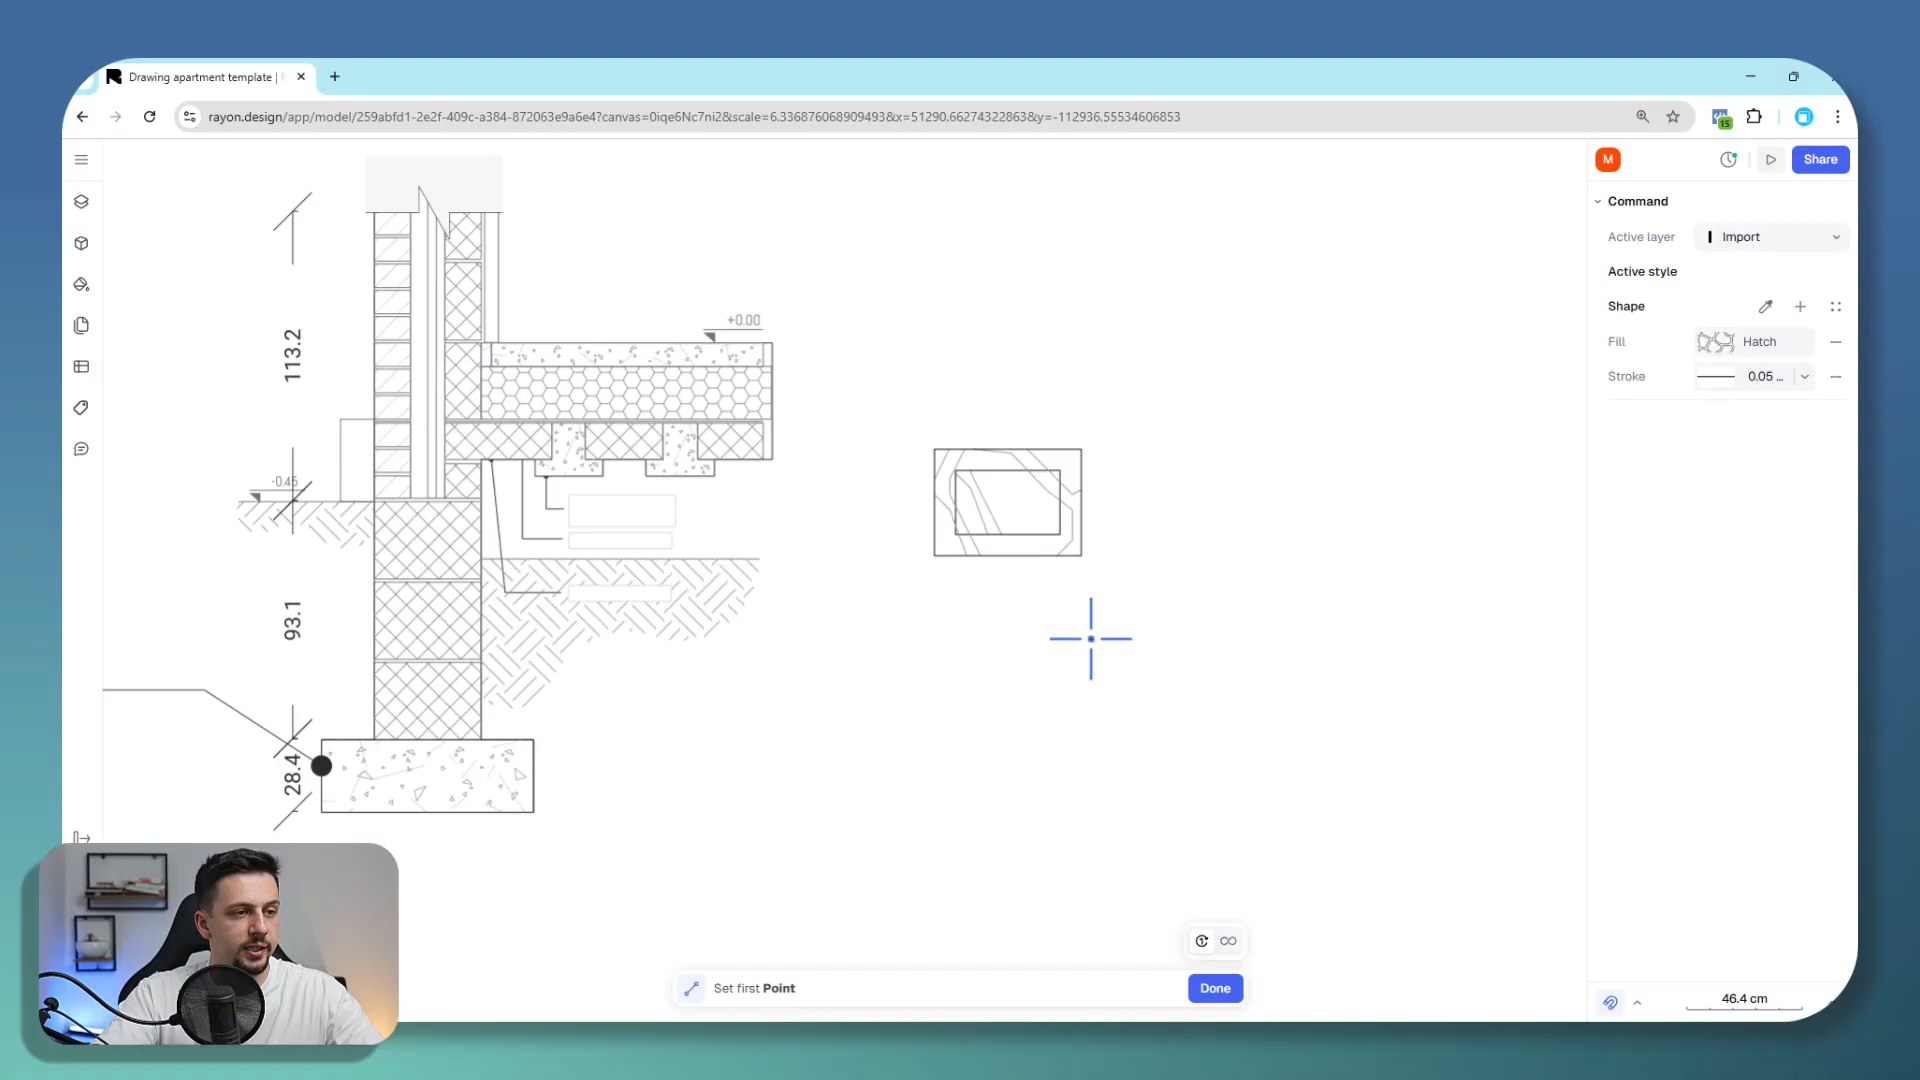 Drawing apartment template |
rayon.design/app/model/259abfd1-2e2f-409c-a384-872063e9a6e4?canvas=0iqe6Nc7ni2&scale=6.336876068909493&x=51290.66274322863&y=-112936.55534606853
15
M
Share
Command
Active layer
Import
Active style
Shape
Fill
Hatch
Stroke
0.05 ...
+0.00
113.2
-0.45
93.1
28.4
Set first Point
Done
46.4 cm